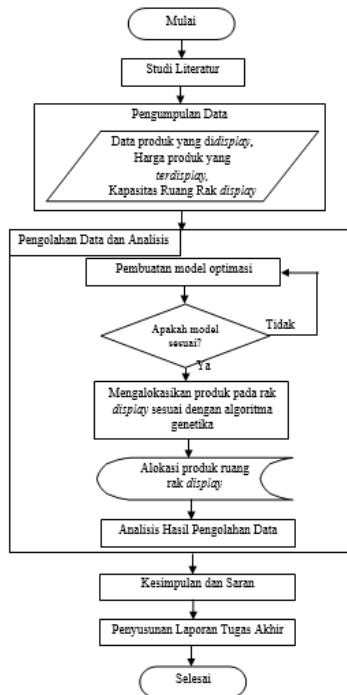 Mulai
Studi Literatur
Pengumpulan Data
Data produk yang didisplay,
Harga produk yang
terdisplay,
Kapasitas Ruang Rak display
Pengolahan Data dan Analisis
Pembuatan model optimasi
Apakah model
sesuai?
Tidak
Ya
Mengalokasikan produk pada rak
display sesuai dengan algoritma
genetika
Alokasi produk ruang
rak display
Analisis Hasil Pengolahan Data
Kesimpulan dan Saran
Penyusunan Laporan Tugas Akhir
Selesai